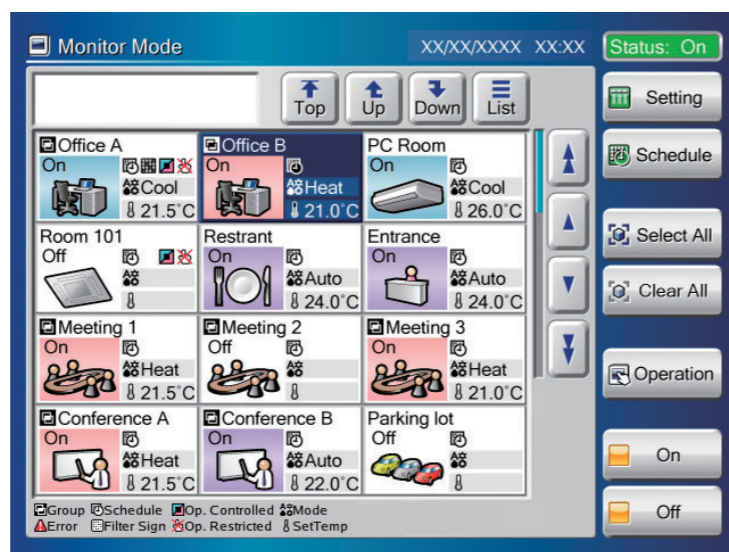 Monitor Mode XX/XX/XXXX XX:XX Status: On
Top Up Down List Setting
Office A Office B PC Room
On On On Schedule
Cool Heat Cool
21.5°C 21.0°C 26.0°C
Room 101 Restrant Entrance Select All
Off On On
Auto Auto
24.0°C 24.0°C Clear All
Meeting 1 Meeting 2 Meeting 3
On Off On
Heat Heat Operation
21.5°C 21.0°C
Conference A Conference B Parking lot
On On Off On
Heat Auto
21.5°C 22.0°C
Group Schedule Op. Controlled Mode Off
Error Filter Sign Op. Restricted SetTemp